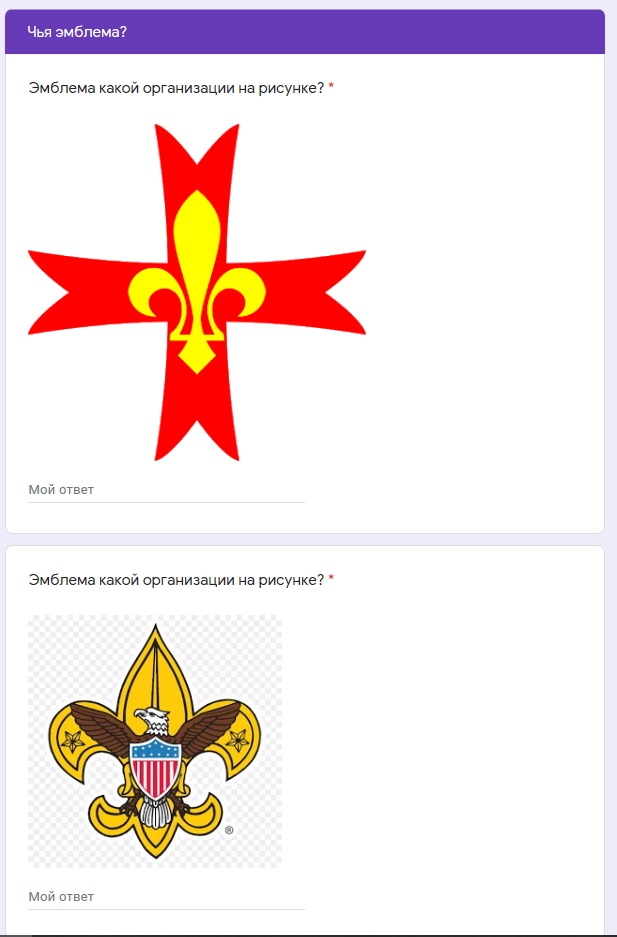 Чья эмблема?
Эмблема какой организации на рисунке? *
Мой ответ
Эмблема какой организации на рисунке? *
®
Мой ответ